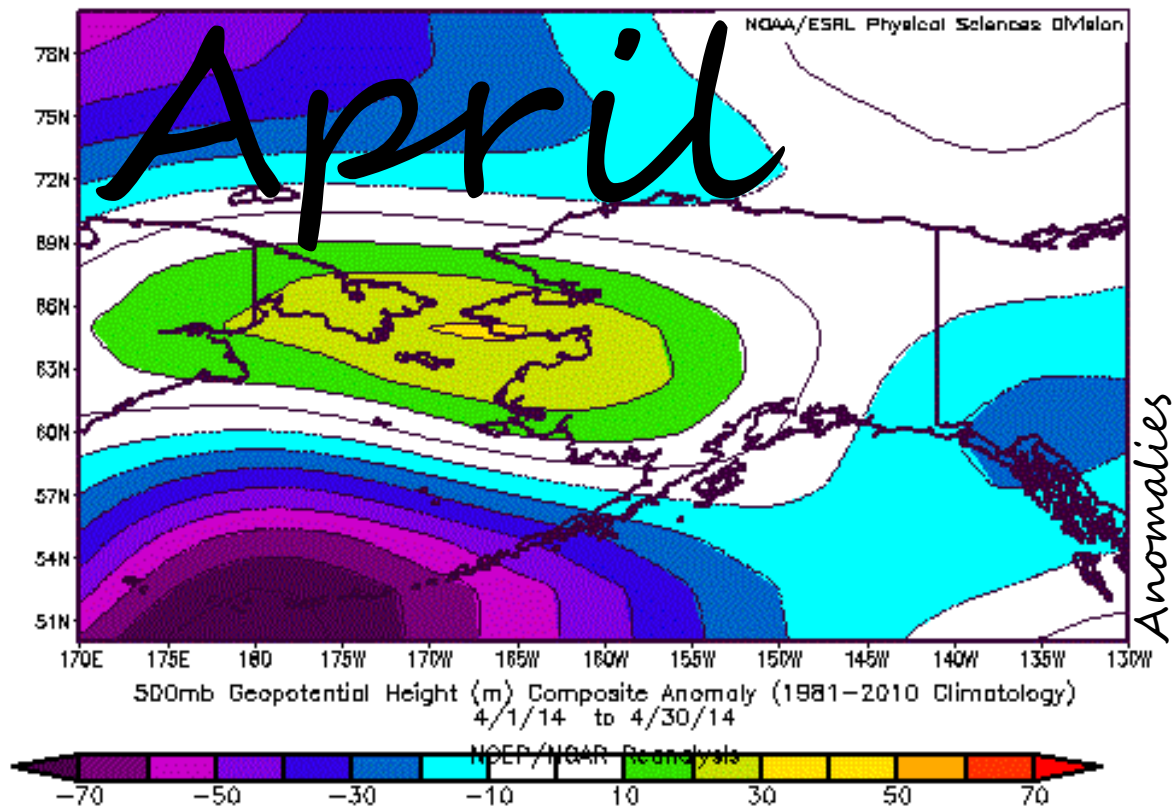 April
NOAA/ESRL Physical Sciences Division
78N
75N
72N
69N
66N
63N
60N
57N
54N
51N
170E 175E 180 175W 170W 165W 160W 155W 150W 145W 140W 135W 130W
Anomalies
500mb Geopotential Height (m) Composite Anomaly (1981-2010 Climatology)
4/1/14 to 4/30/14
NCEP/NCAR Reanalysis
-70 -50 -30 -10 10 30 50 70